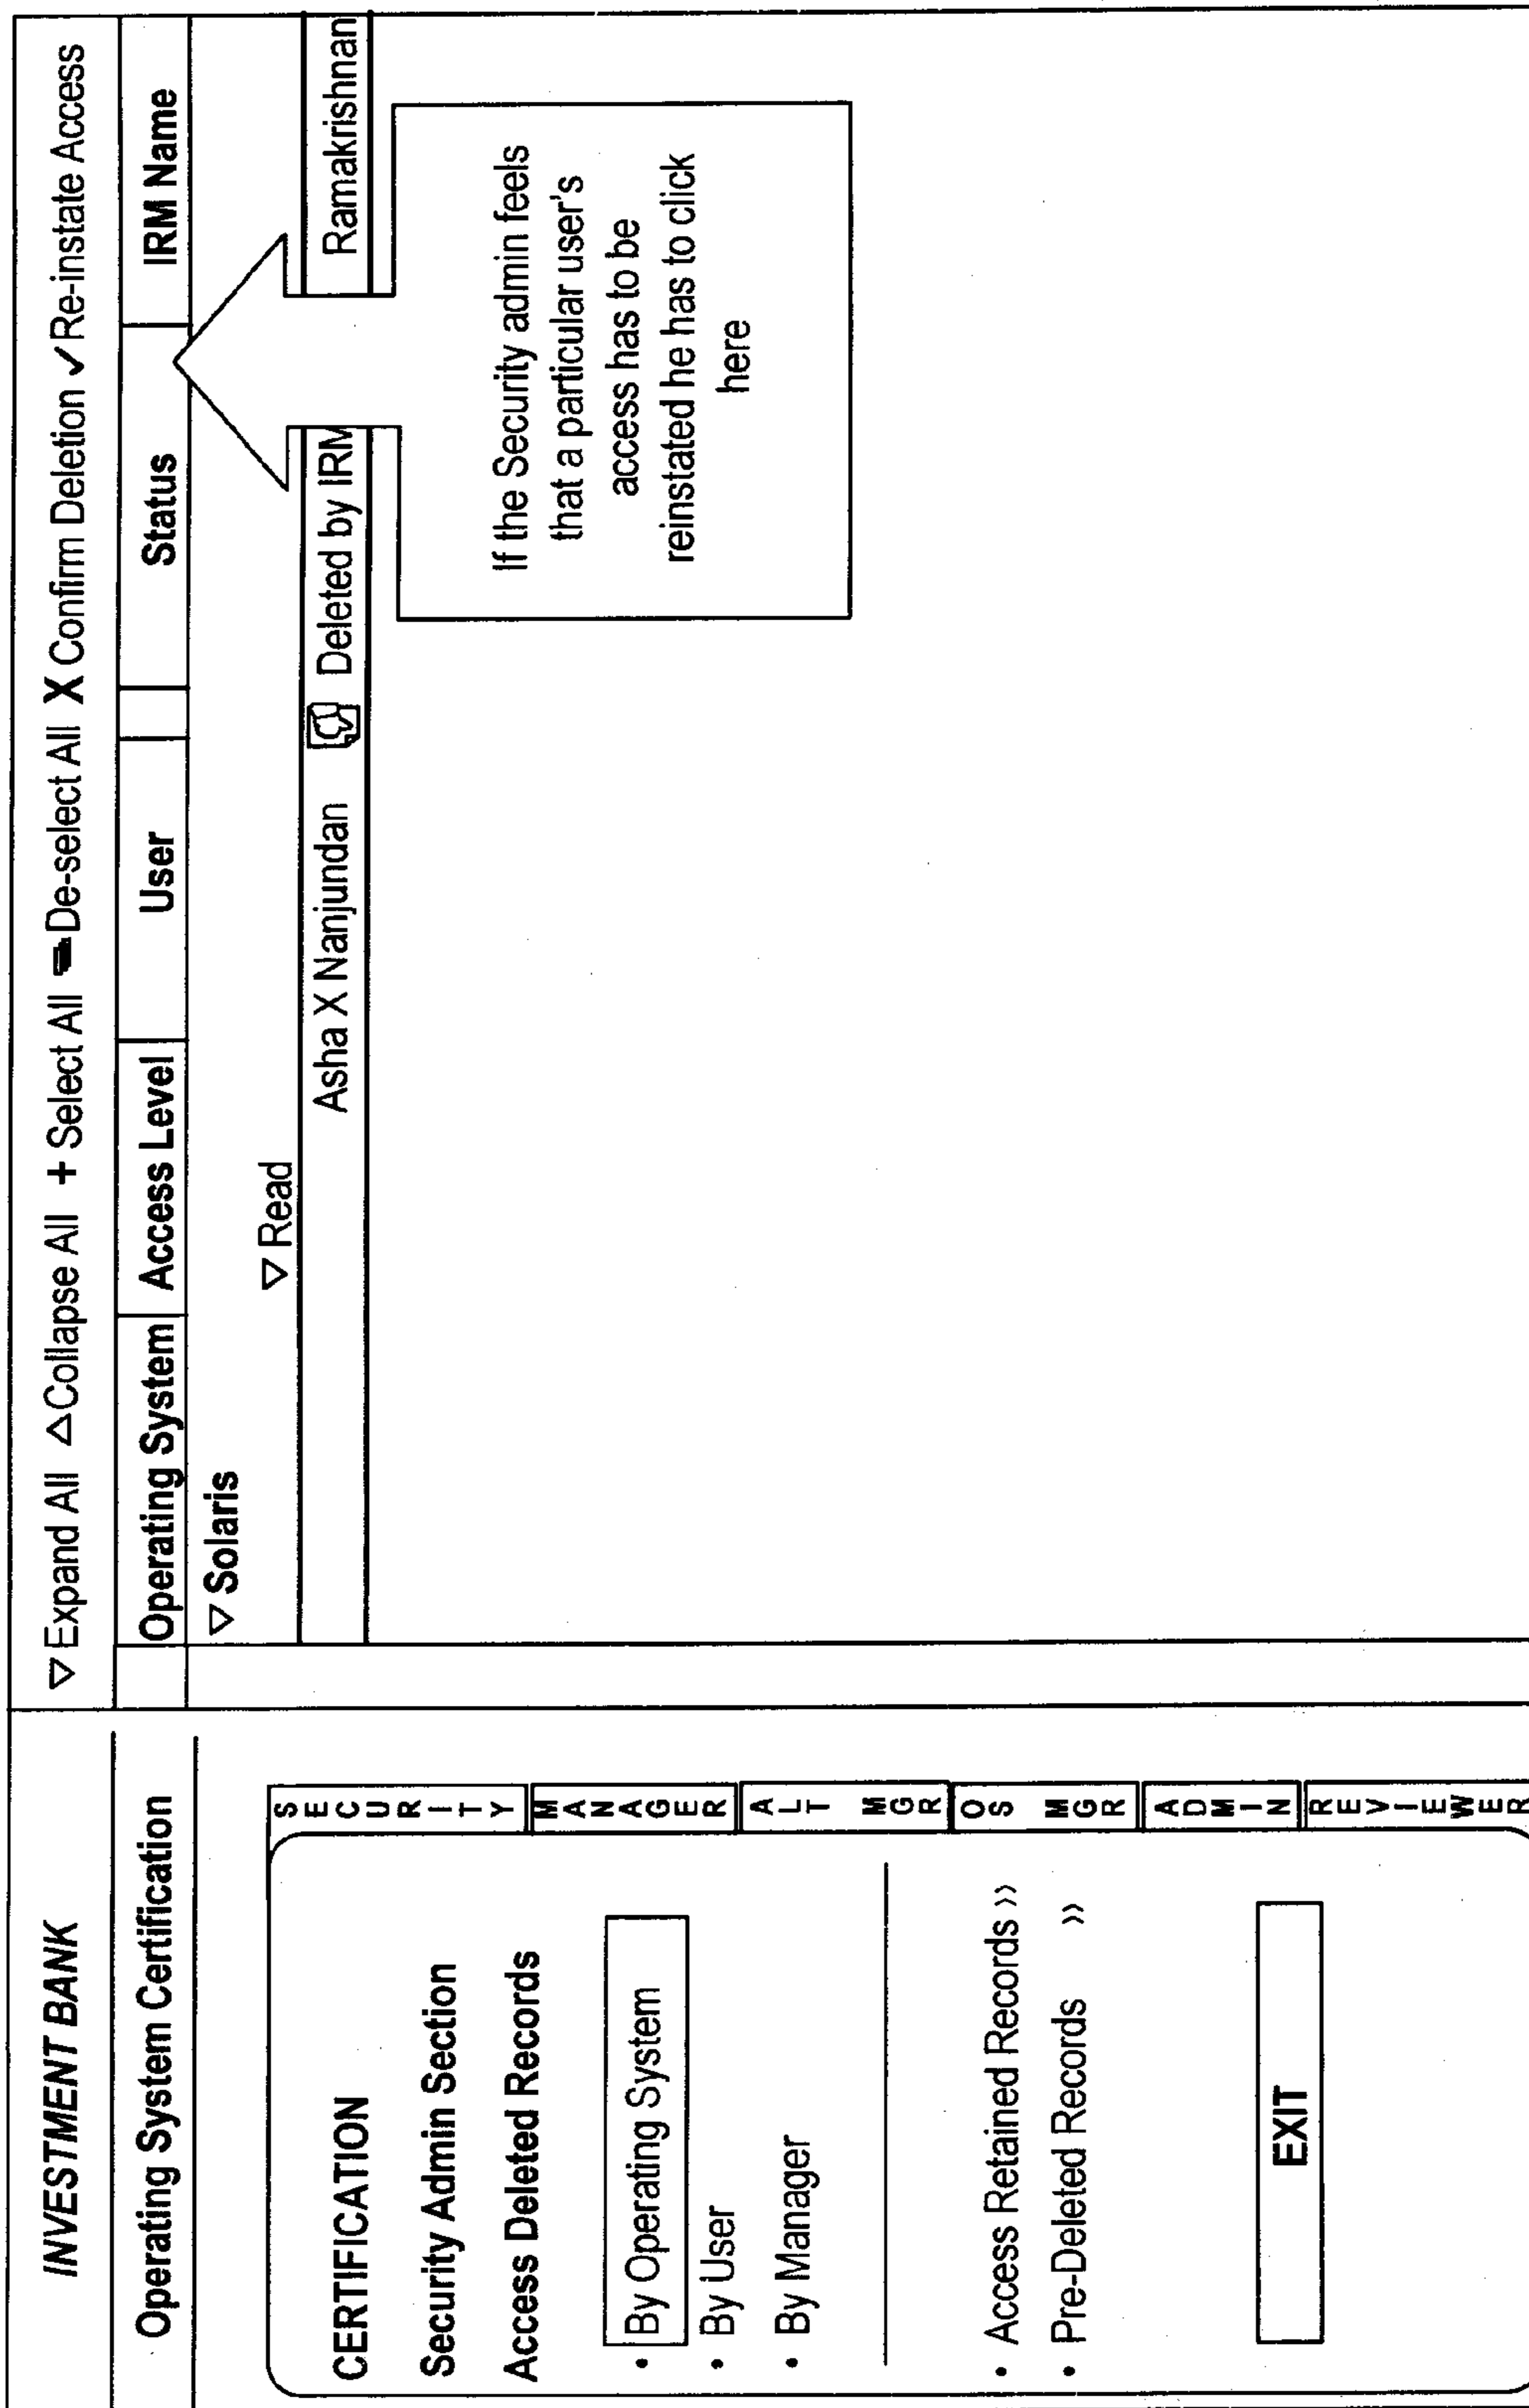 INVESTMENT BANK
Operating System Certification
CERTIFICATION
Security Admin Section
Access Deleted Records
• By Operating System
• By User
• By Manager
• Access Retained Records »
• Pre-Deleted Records »
EXIT
SECURITY
MANAGER
ALT MGR
OS MGR
ADMIN
REVIEWER
▽ Expand All △ Collapse All + Select All De-select All X Confirm Deletion ✓ Re-instate Access
Operating System Access Level User Status IRM Name
▽ Solaris
▽ Read
Asha X Nanjundan Deleted by IRM Ramakrishnan
If the Security admin feels
that a particular user's
access has to be
reinstated he has to click
here